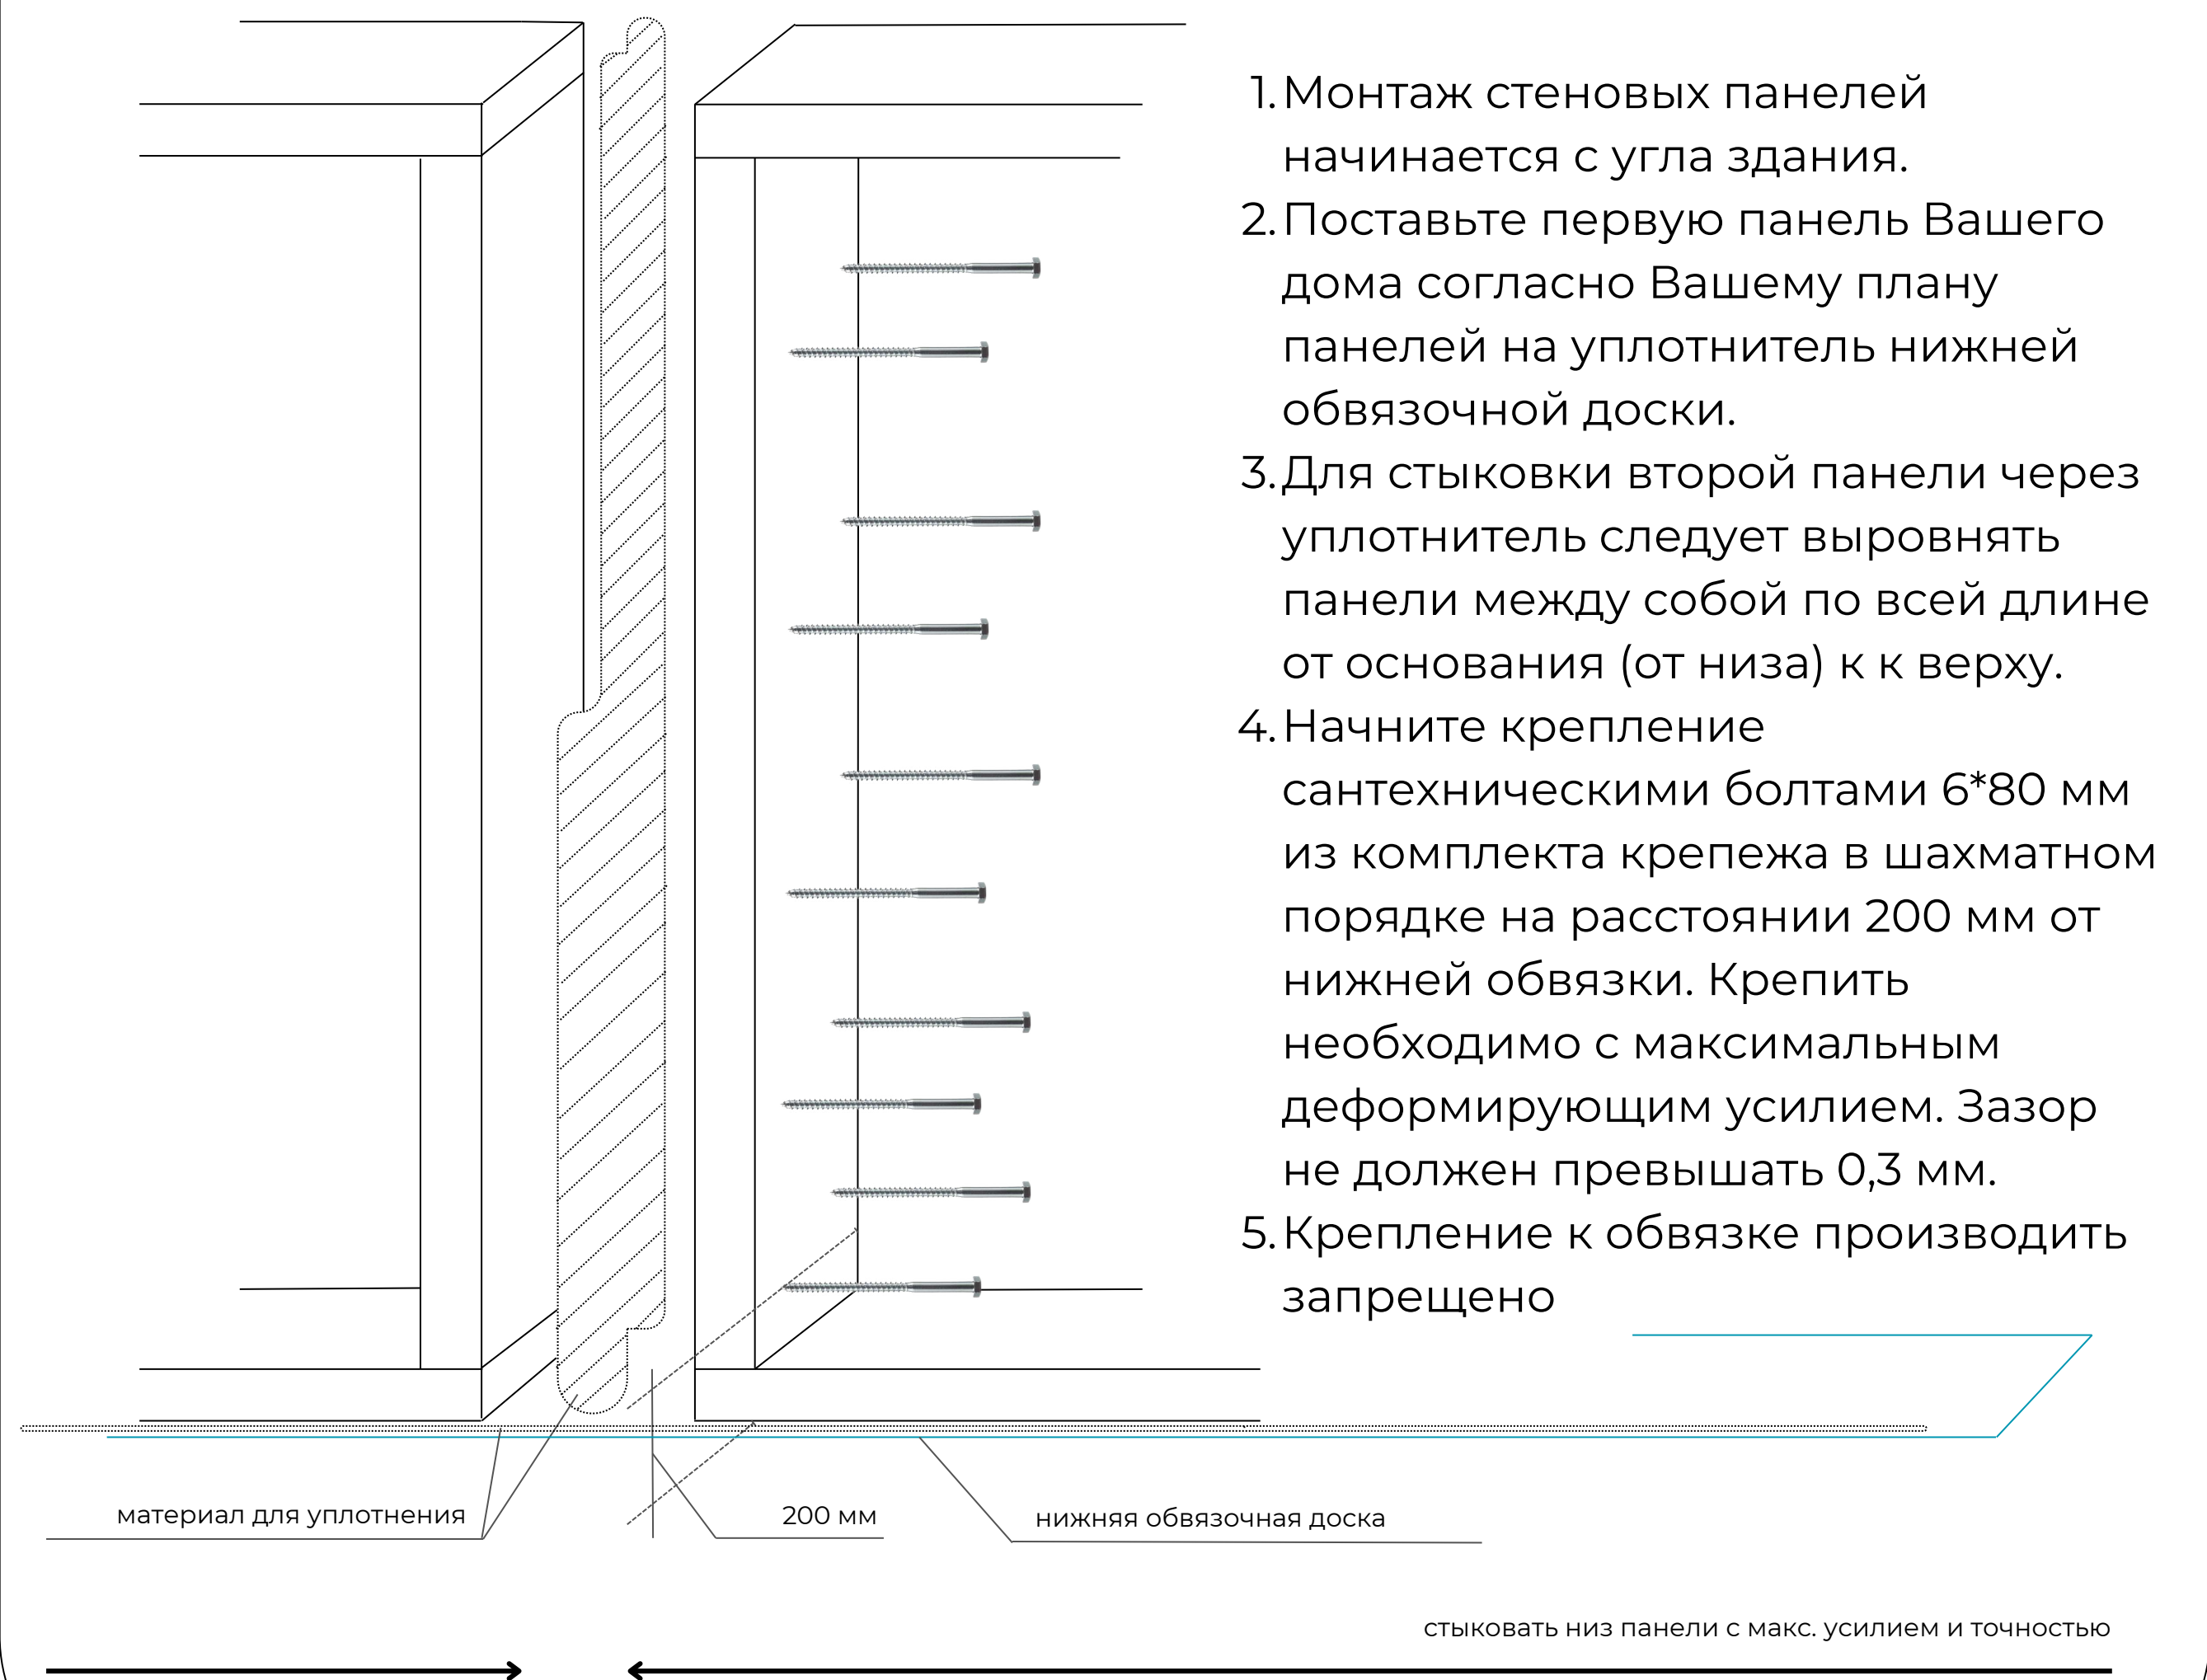 1. Монтаж стеновых панелей
начинается с угла здания.
2. Поставьте первую панель Вашего
дома согласно Вашему плану
панелей на уплотнитель нижней
обвязочной доски.
3. Для стыковки второй панели через
уплотнитель следует выровнять
панели между собой по всей длине
от основания (от низа) к к верху.
4. Начните крепление
сантехническими болтами 6*80 мм
из комплекта крепежа в шахматном
порядке на расстоянии 200 мм от
нижней обвязки. Крепить
необходимо с максимальным
деформирующим усилием. Зазор
не должен превышать 0,3 мм.
5. Крепление к обвязке производить
запрещено
материал для уплотнения
200 мм
нижняя обвязочная доска
стыковать низ панели с макс. усилием и точностью